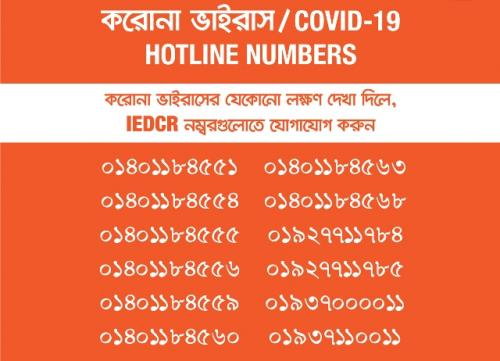 করোনা ভাইরাস/COVID-19
HOTLINE NUMBERS
করোনা ভাইরাসের যেকোনো লক্ষণ দেখা দিলে,
IEDCR নম্বরগুলোতে যোগাযোগ করুন
০১৪০১১৮৪৫৫১ ০১৪০১১৮৪৫৬৩
০১৪০১১৮৪৫৫৪ ০১৪০১১৮৪৫৬৮
০১৪০১১৮৪৫৫৫ ০১৯২৭৭১১৭৮৪
০১৪০১১৮৪৫৫৬ ০১৯২৭৭১১৭৮৫
০১৪০১১৮৪৫৫৯ ০১৯৩৭০০০০১১
০১৪০১১৮৪৫৬০ ০১৯৩৭১১০০১১